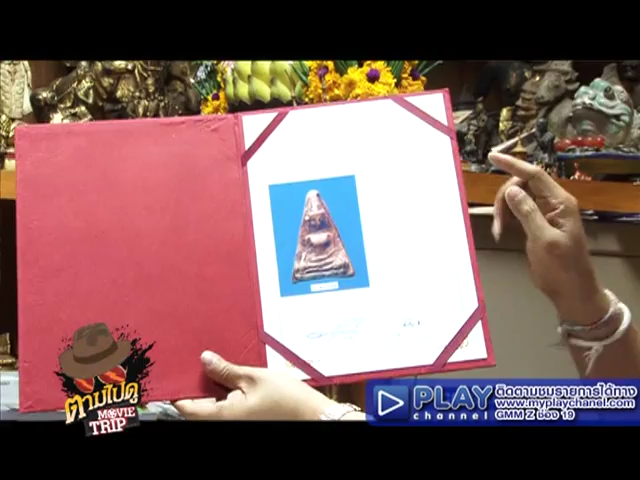 ตามไปดู
MOVIE
TRIP
PLAY
channel
ติดตามชมรายการได้ทาง
www.myplaychanel.com
GMM Z ช่อง 19